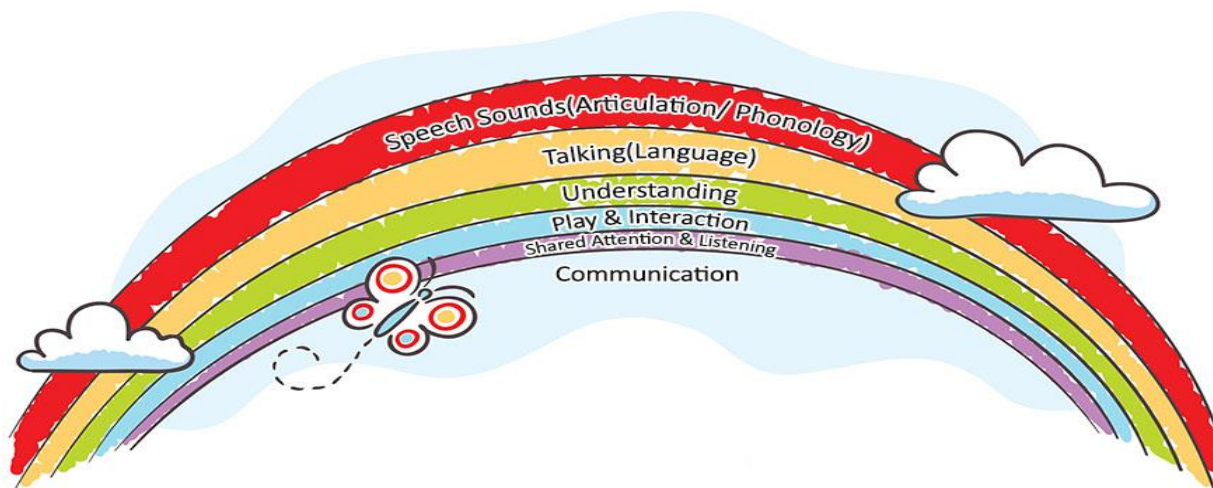 Speech Sounds(Articulation/ Phonology)
Talking(Language)
Understanding
Play & Interaction
Shared Attention & Listening
Communication